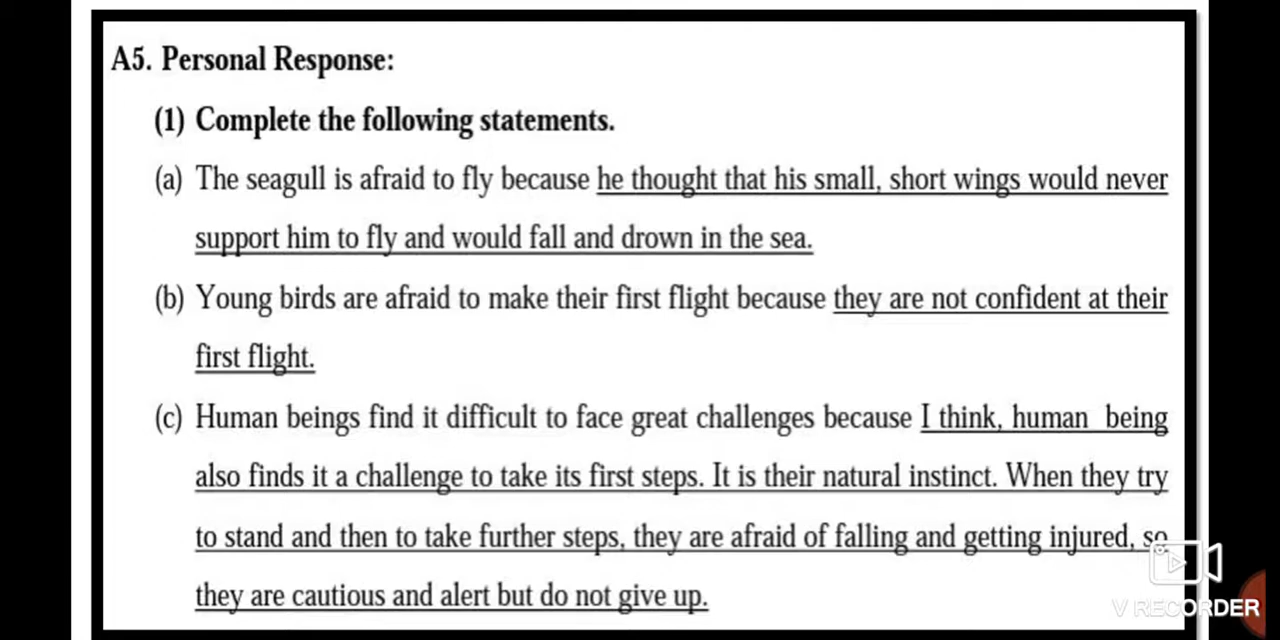 A5. Personal Response:
(1) Complete the following statements.
(a) The seagull is afraid to fly because he thought that his small, short wings would never
support him to fly and would fall and drown in the sea.
(b) Young birds are afraid to make their first flight because they are not confident at their
first flight.
(c) Human beings find it difficult to face great challenges because I think, human being
also finds it a challenge to take its first steps. It is their natural instinct. When they try
to stand and then to take further steps, they are afraid of falling and getting injured, so
they are cautious and alert but do not give up.
V RECORDER